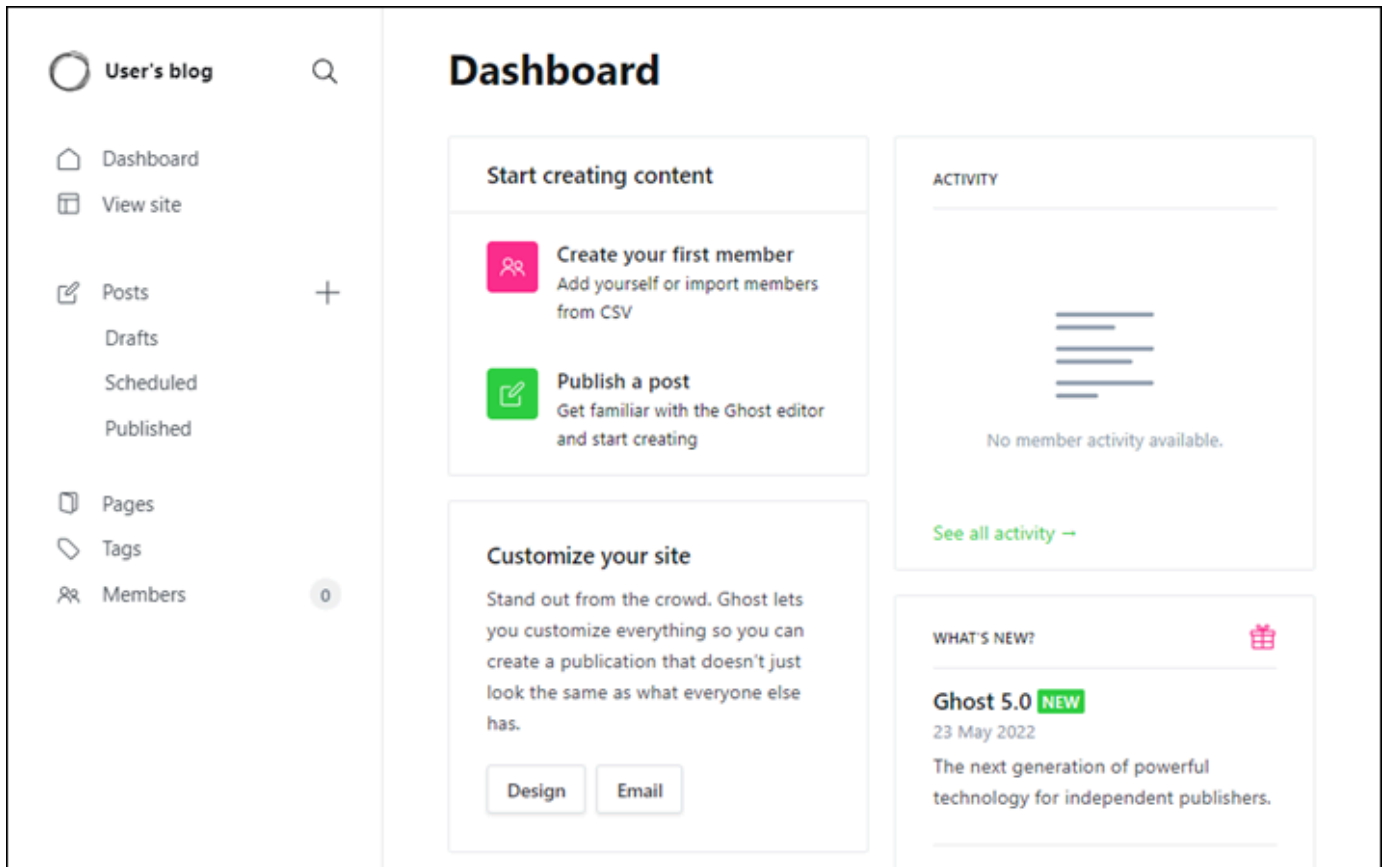 User's blog
Dashboard
View site
Posts
Drafts
Scheduled
Published
Pages
Tags
Members 0
Dashboard
Start creating content
Create your first member
Add yourself or import members
from CSV
Publish a post
Get familiar with the Ghost editor
and start creating
Customize your site
Stand out from the crowd. Ghost lets
you customize everything so you can
create a publication that doesn't just
look the same as what everyone else
has.
Design Email
ACTIVITY
No member activity available.
See all activity →
WHAT'S NEW?
Ghost 5.0 NEW
23 May 2022
The next generation of powerful
technology for independent publishers.